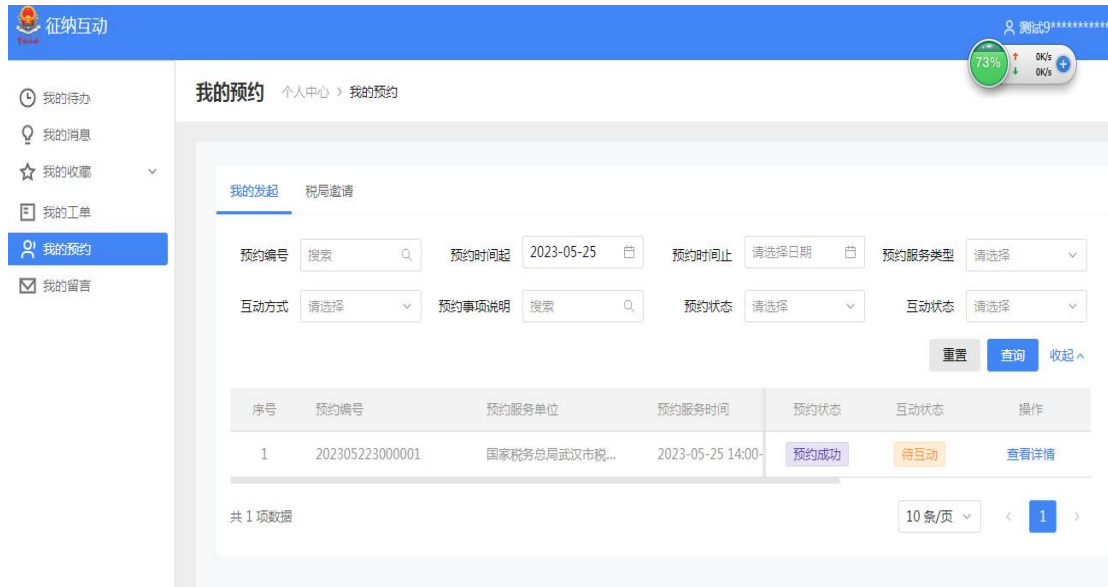 征纳互动
测试9***********
73%
0K/s
0K/s
我的待办
我的消息
我的收藏
我的工单
我的预约
我的留言
我的预约 个人中心 > 我的预约
我的发起 税局邀请
预约编号 搜索 预约时间起 2023-05-25 预约时间止 请选择日期 预约服务类型 请选择
互动方式 请选择 预约事项说明 搜索 预约状态 请选择 互动状态 请选择
重置 查询 收起
序号 预约编号 预约服务单位 预约服务时间 预约状态 互动状态 操作
1 202305223000001 国家税务总局武汉市税... 2023-05-25 14:00- 预约成功 待互动 查看详情
共 1 项数据 10 条/页 < 1 >